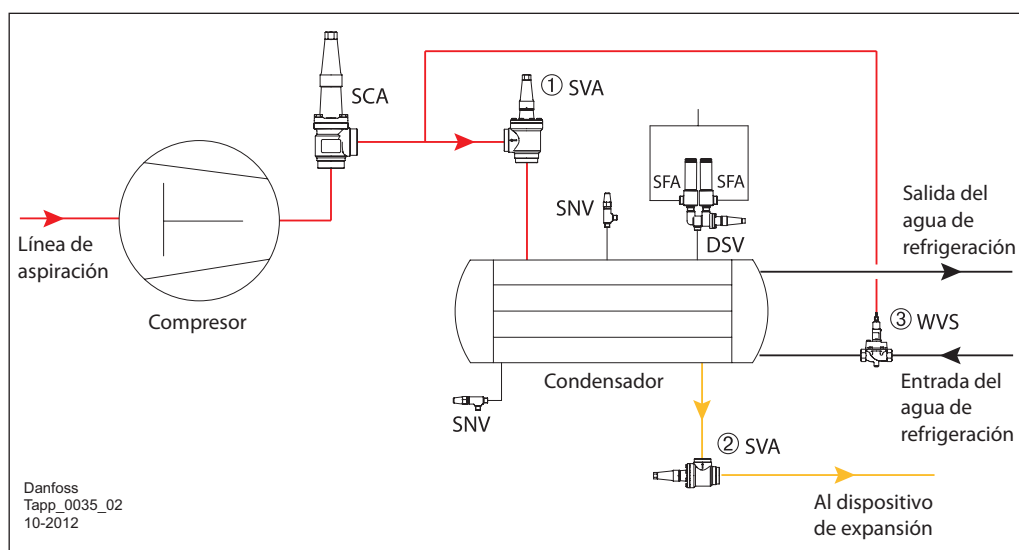 SCA
① SVA
SFA
SFA
SNV
DSV
Salida del
agua de
refrigeración
Línea de
aspiración
Compresor
③ WVS
Condensador
Entrada del
agua de
refrigeración
SNV
② SVA
Danfoss
Tapp_0035_02
10-2012
Al dispositivo
de expansión